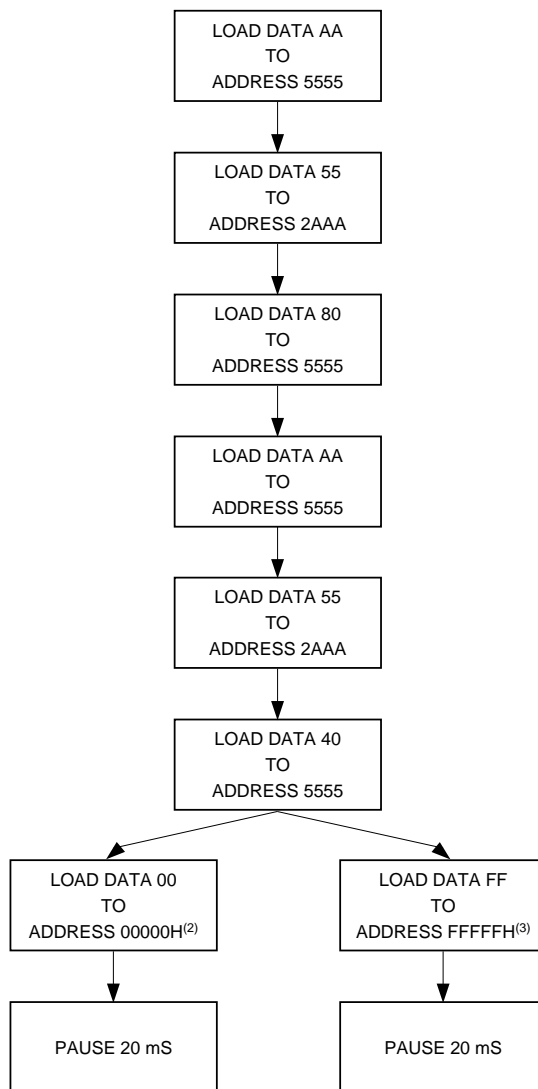 LOAD DATA AA
TO
ADDRESS 5555
LOAD DATA 55
TO
ADDRESS 2AAA
LOAD DATA 80
TO
ADDRESS 5555
LOAD DATA AA
TO
ADDRESS 5555
LOAD DATA 55
TO
ADDRESS 2AAA
LOAD DATA 40
TO
ADDRESS 5555
LOAD DATA 00
TO
ADDRESS 00000H(2)
LOAD DATA FF
TO
ADDRESS FFFFFH(3)
PAUSE 20 mS
PAUSE 20 mS